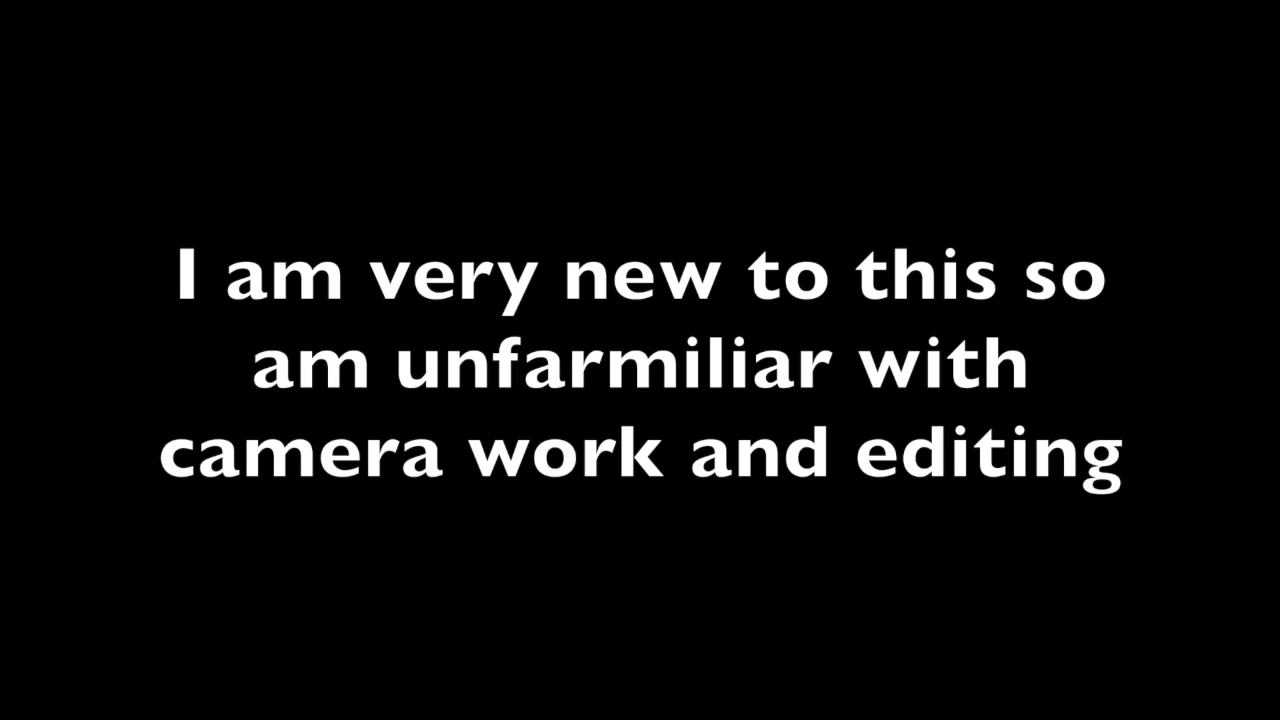 I am very new to this so
am unfarmiliar with
camera work and editing